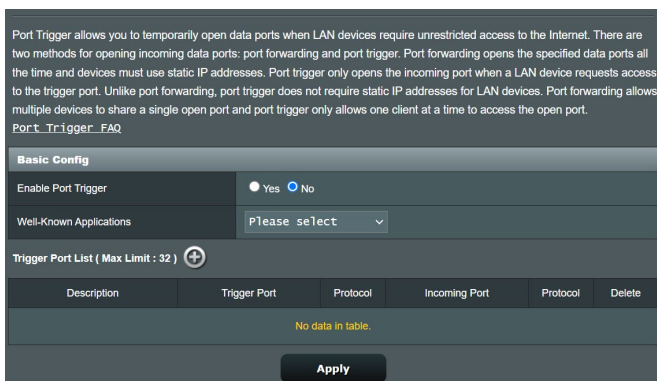 Port Trigger allows you to temporarily open data ports when LAN devices require unrestricted access to the Internet. There are
two methods for opening incoming data ports: port forwarding and port trigger. Port forwarding opens the specified data ports all
the time and devices must use static IP addresses. Port trigger only opens the incoming port when a LAN device requests access
to the trigger port. Unlike port forwarding, port trigger does not require static IP addresses for LAN devices. Port forwarding allows
multiple devices to share a single open port and port trigger only allows one client at a time to access the open port.
Port Trigger FAQ
Basic Config
Enable Port Trigger Yes No
Well-Known Applications Please select
Trigger Port List ( Max Limit : 32 )
Description Trigger Port Protocol Incoming Port Protocol Delete
No data in table.
Apply